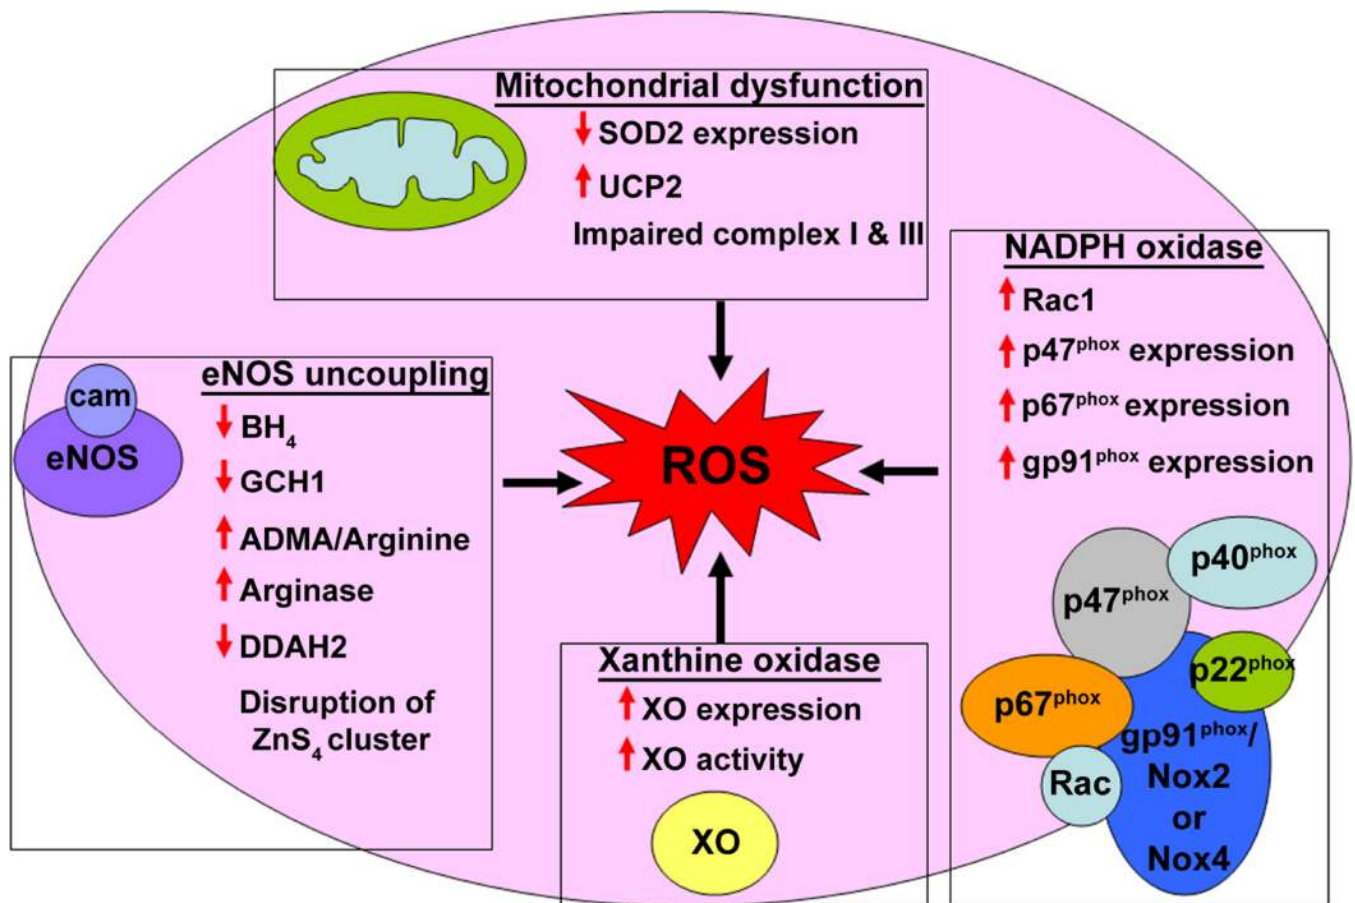 Mitochondrial dysfunction
↓ SOD2 expression
↑ UCP2
Impaired complex I & III
NADPH oxidase
↑ Rac1
↑ p47phox expression
↑ p67phox expression
↑ gp91phox expression
p40phox
p47phox
p22phox
p67phox
gp91phox/
Nox2
or
Nox4
Rac
cam
eNOS
eNOS uncoupling
↓ BH4
↓ GCH1
↑ ADMA/Arginine
↑ Arginase
↓ DDAH2
Disruption of
ZnS4 cluster
ROS
Xanthine oxidase
↑ XO expression
↑ XO activity
XO